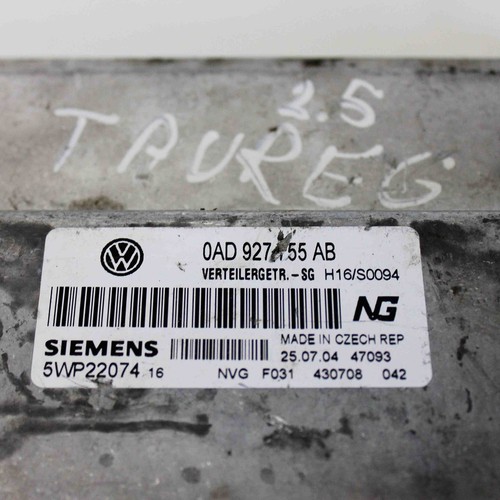 2.5
TAUREG
0AD 927 755 AB
VERTEILERGETR.-SG H16/S0094
NG
SIEMENS
MADE IN CZECH REP
25.07.04 47093
5WP22074 16
NVG F031 430708 042